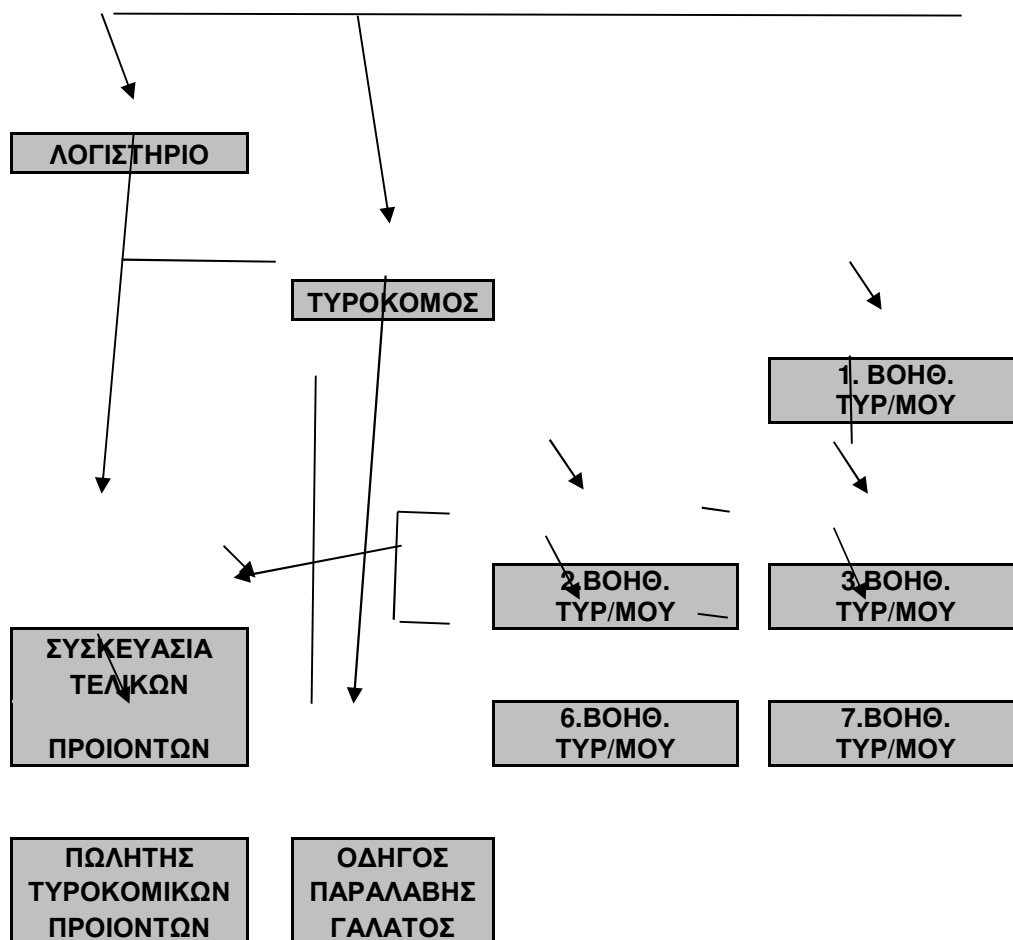 ΛΟΓΙΣΤΗΡΙΟ
ΤΥΡΟΚΟΜΟΣ
1. ΒΟΗΘ.
ΤΥΡ/ΜΟΥ
2.ΒΟΗΘ.
ΤΥΡ/ΜΟΥ
3.ΒΟΗΘ.
ΤΥΡ/ΜΟΥ
ΣΥΣΚΕΥΑΣΙΑ
ΤΕΛΙΚΩΝ
ΠΡΟΙΟΝΤΩΝ
6.ΒΟΗΘ.
ΤΥΡ/ΜΟΥ
7.ΒΟΗΘ.
ΤΥΡ/ΜΟΥ
ΠΩΛΗΤΗΣ
ΤΥΡΟΚΟΜΙΚΩΝ
ΠΡΟΙΟΝΤΩΝ
ΟΔΗΓΟΣ
ΠΑΡΑΛΑΒΗΣ
ΓΑΛΑΤΟΣ